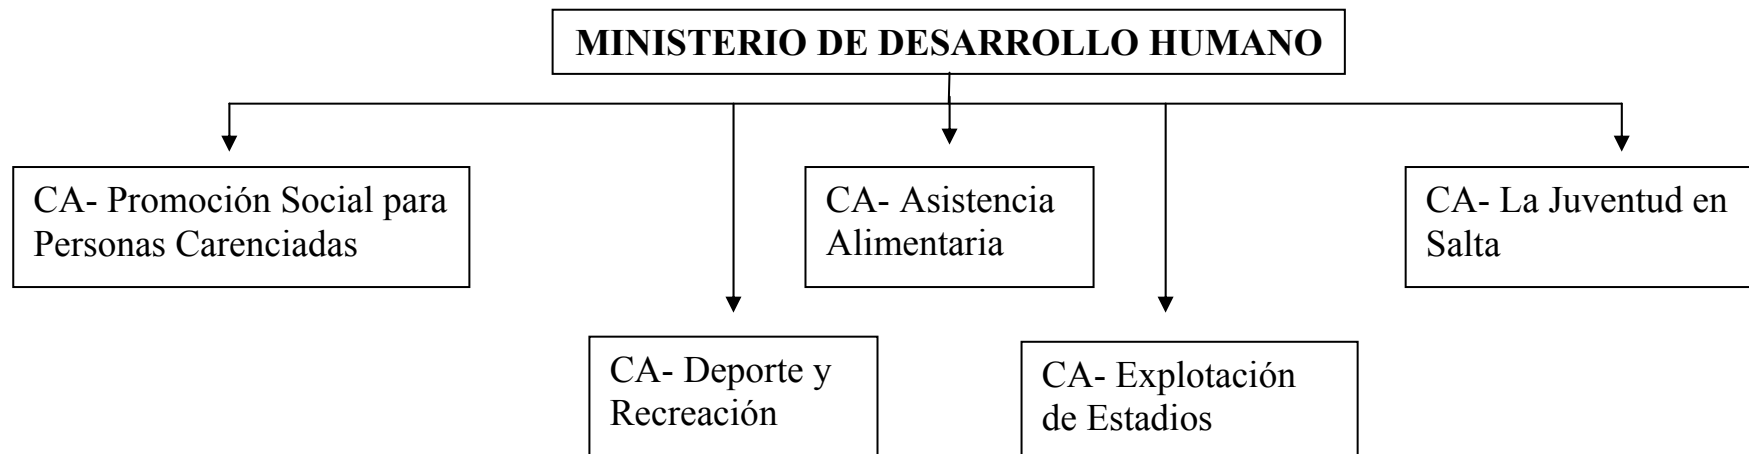 MINISTERIO DE DESARROLLO HUMANO
CA- Promoción Social para
Personas Carenciadas
CA- Asistencia
Alimentaria
CA- La Juventud en
Salta
CA- Deporte y
Recreación
CA- Explotación
de Estadios